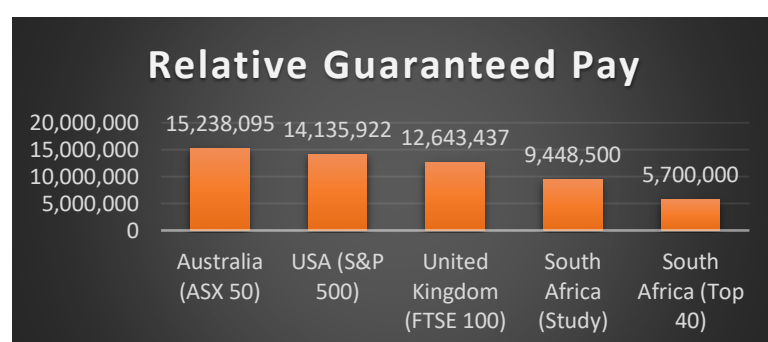 Relative Guaranteed Pay
20,000,000
15,000,000
10,000,000
5,000,000
0
15,238,095
14,135,922
12,643,437
9,448,500
5,700,000
Australia
(ASX 50)
USA (S&P
500)
United
Kingdom
(FTSE 100)
South
Africa
(Study)
South
Africa (Top
40)